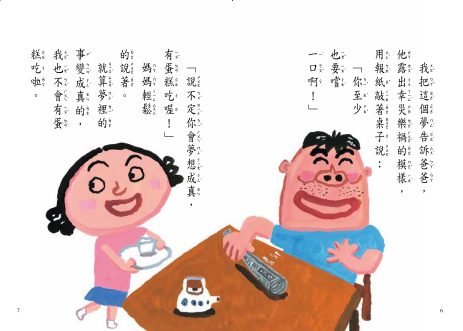 我把這個夢告訴爸爸，
他露出幸災樂禍的模樣，
用報紙敲著桌子說：
「你至少
也要嚐
一口啊！」
「說不定你會夢想成真，
有蛋糕吃喔！」
媽媽輕鬆
的說著。
就算夢裡的
事變成真的，
我也不會有蛋
糕吃啦。
6
7